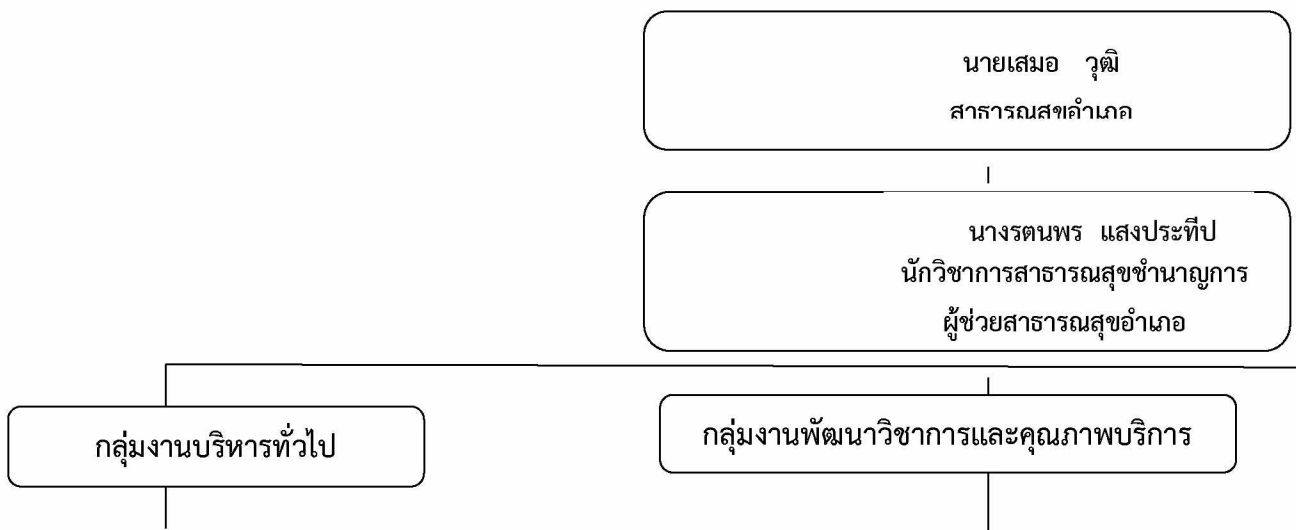 นายเสมอ วุฒิ
สาธารณสขอำเภอ
นางรตนพร แสงประทีป
นักวิชาการสาธารณสุขชำนาญการ
ผู้ช่วยสาธารณสุขอำเภอ
กลุ่มงานบริหารทั่วไป
กลุ่มงานพัฒนาวิชาการและคุณภาพบริการ